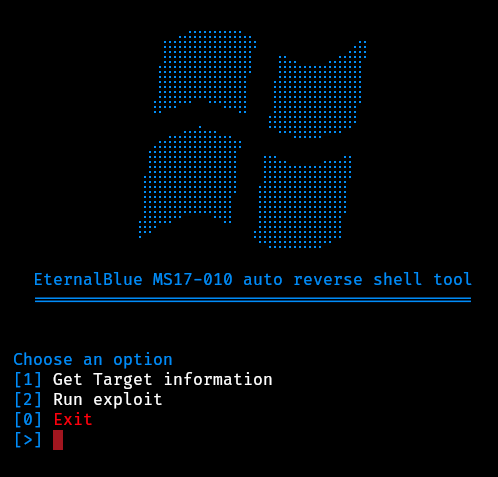 EternalBlue MS17-010 auto reverse shell tool
Choose an option
[1] Get Target information
[2] Run exploit
[0] Exit
[>]